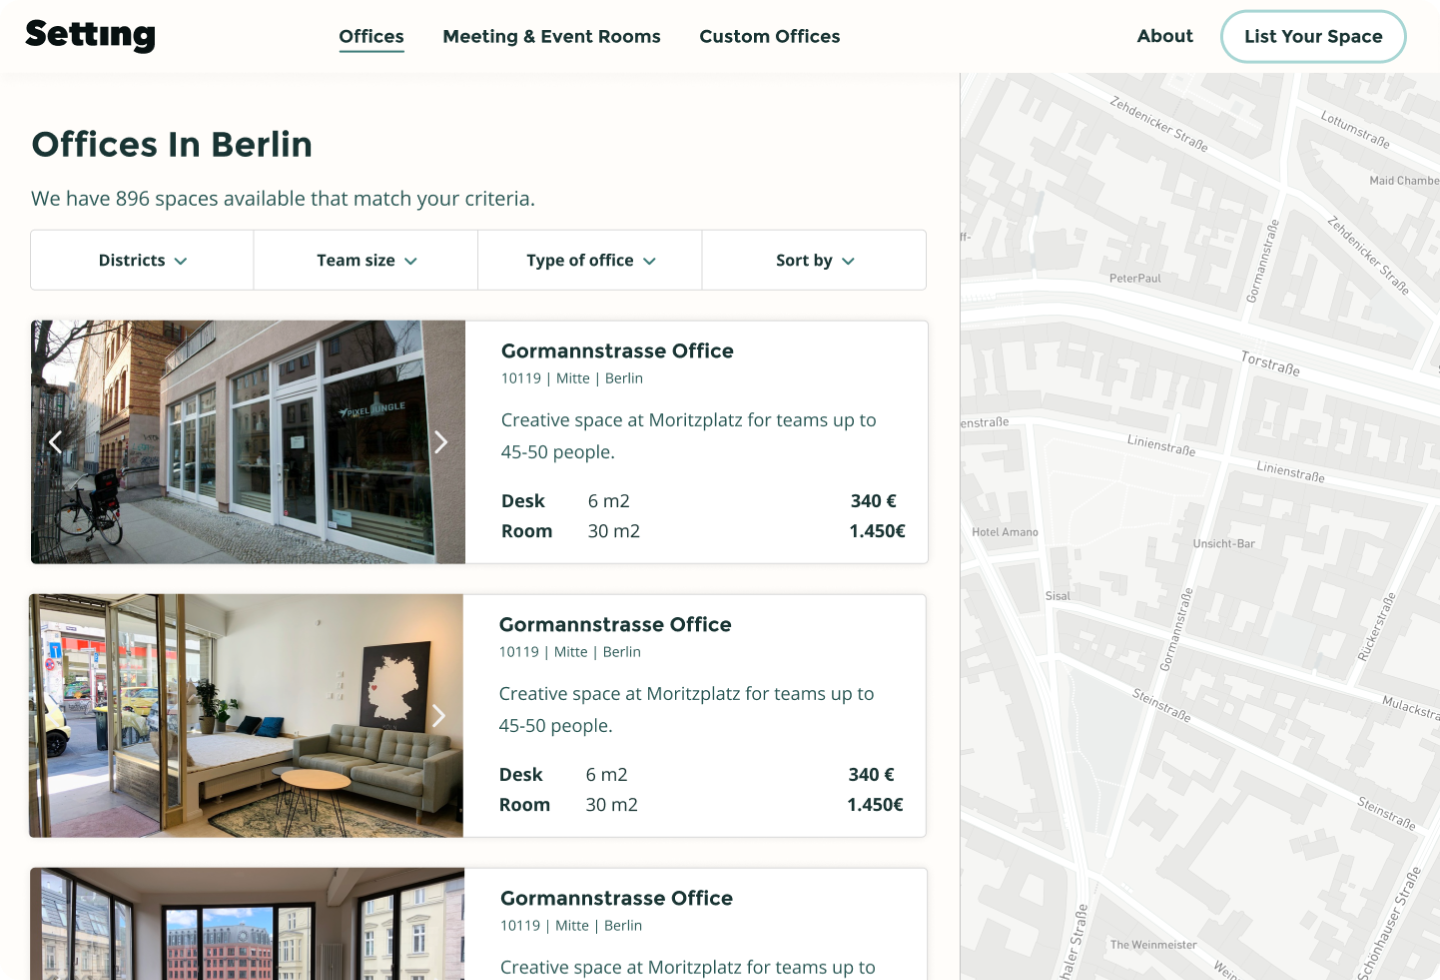 Setting
Offices
Meeting & Event Rooms
Custom Offices
About
List Your Space
Offices In Berlin
We have 896 spaces available that match your criteria.
Districts
Team size
Type of office
Sort by
PIXEL JUNGLE
Gormannstrasse Office
10119 | Mitte | Berlin
Creative space at Moritzplatz for teams up to
45-50 people.
Desk 6 m2 340 €
Room 30 m2 1.450€
Gormannstrasse Office
10119 | Mitte | Berlin
Creative space at Moritzplatz for teams up to
45-50 people.
Desk 6 m2 340 €
Room 30 m2 1.450€
Gormannstrasse Office
10119 | Mitte | Berlin
Creative space at Moritzplatz for teams up to
Zehdenicker Straße
Lottumstraße
Maid Chambe
Gormannstraße
Zehdenicker Straße
ff-
PeterPaul
Torstraße
enstraße
Linienstraße
Linienstraße
Hotel Amano
Unsicht-Bar
Sisal
Gormannstraße
Rückerstraße
Steinstraße
Mulackstra
Steinstraße
Schönhauser Straße
haler Straße
The Weinmeister
Wein